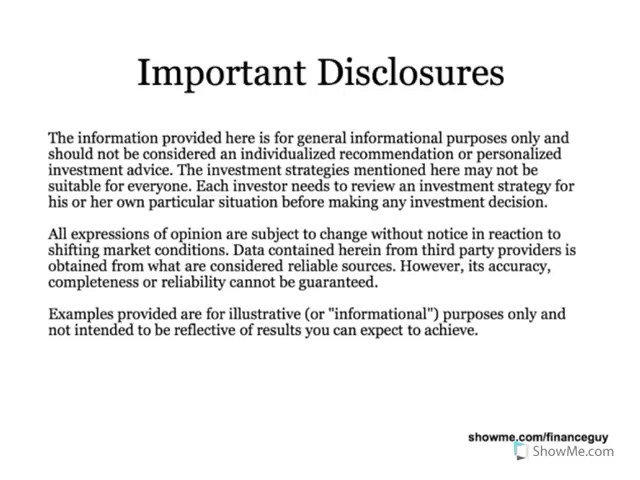 Important Disclosures
The information provided here is for general informational purposes only and
should not be considered an individualized recommendation or personalized
investment advice. The investment strategies mentioned here may not be
suitable for everyone. Each investor needs to review an investment strategy for
his or her own particular situation before making any investment decision.
All expressions of opinion are subject to change without notice in reaction to
shifting market conditions. Data contained herein from third party providers is
obtained from what are considered reliable sources. However, its accuracy,
completeness or reliability cannot be guaranteed.
Examples provided are for illustrative (or "informational") purposes only and
not intended to be reflective of results you can expect to achieve.
showme.com/financeguy
ShowMe.com